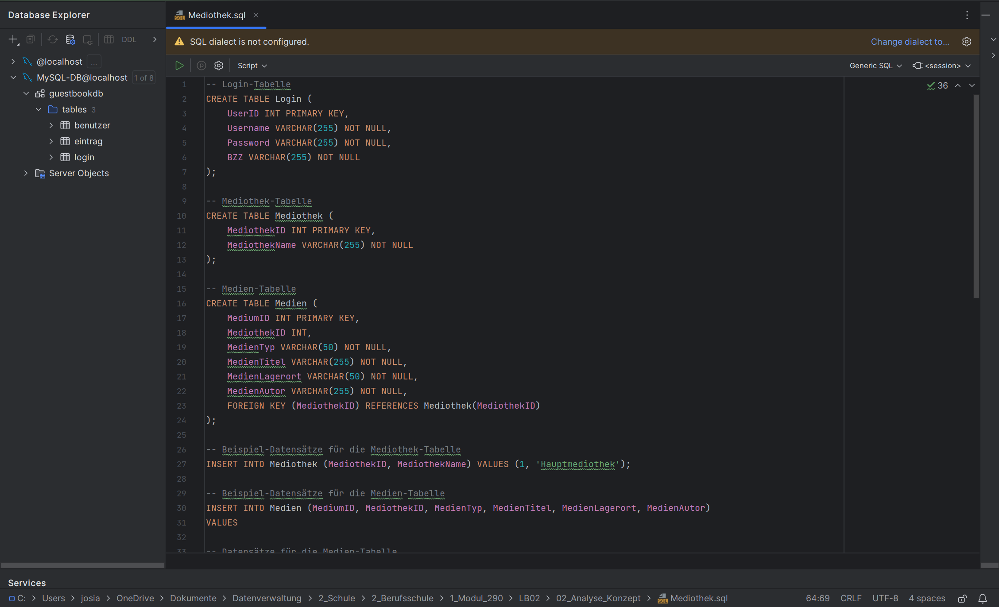 Database Explorer
Mediothek.sql
SQL dialect is not configured.
Change dialect to...
DDL
Script
Generic SQL
<session>
@localhost ...
MySQL-DB@localhost 1 of 8
guestbookdb
tables 3
benutzer
eintrag
login
Server Objects
36
1 -- Login-Tabelle
2 CREATE TABLE Login (
3 UserID INT PRIMARY KEY,
4 Username VARCHAR(255) NOT NULL,
5 Password VARCHAR(255) NOT NULL,
6 BZZ VARCHAR(255) NOT NULL
7 );
8
9 -- Mediothek-Tabelle
10 CREATE TABLE Mediothek (
11 MediothekID INT PRIMARY KEY,
12 MediothekName VARCHAR(255) NOT NULL
13 );
14
15 -- Medien-Tabelle
16 CREATE TABLE Medien (
17 MediumID INT PRIMARY KEY,
18 MediothekID INT,
19 MedienTyp VARCHAR(50) NOT NULL,
20 MedienTitel VARCHAR(255) NOT NULL,
21 MedienLagerort VARCHAR(50) NOT NULL,
22 MedienAutor VARCHAR(255) NOT NULL,
23 FOREIGN KEY (MediothekID) REFERENCES Mediothek(MediothekID)
24 );
25
26 -- Beispiel-Datensätze für die Mediothek-Tabelle
27 INSERT INTO Mediothek (MediothekID, MediothekName) VALUES (1, 'Hauptmediothek');
28
29 -- Beispiel-Datensätze für die Medien-Tabelle
30 INSERT INTO Medien (MediumID, MediothekID, MedienTyp, MedienTitel, MedienLagerort, MedienAutor)
31 VALUES
32
33 -- Datensätze für die Medien-Tabelle
Services
C: > Users > josia > OneDrive > Dokumente > Datenverwaltung > 2_Schule > 2_Berufsschule > 1_Modul_290 > LB02 > 02_Analyse_Konzept > Mediothek.sql
64:69 CRLF UTF-8 4 spaces